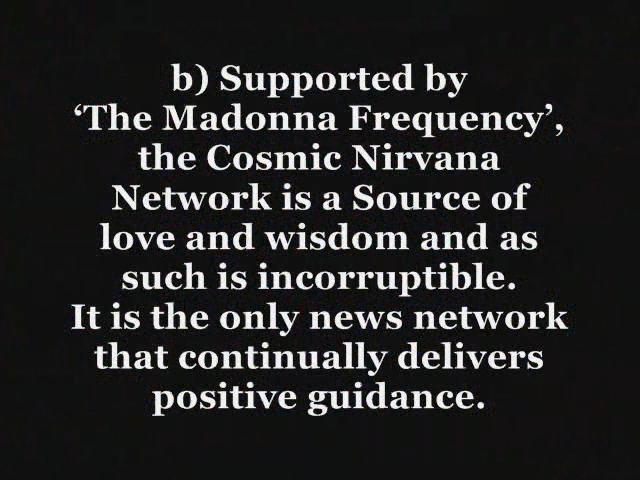 b) Supported by
‘The Madonna Frequency’,
the Cosmic Nirvana
Network is a Source of
love and wisdom and as
such is incorruptible.
It is the only news network
that continually delivers
positive guidance.